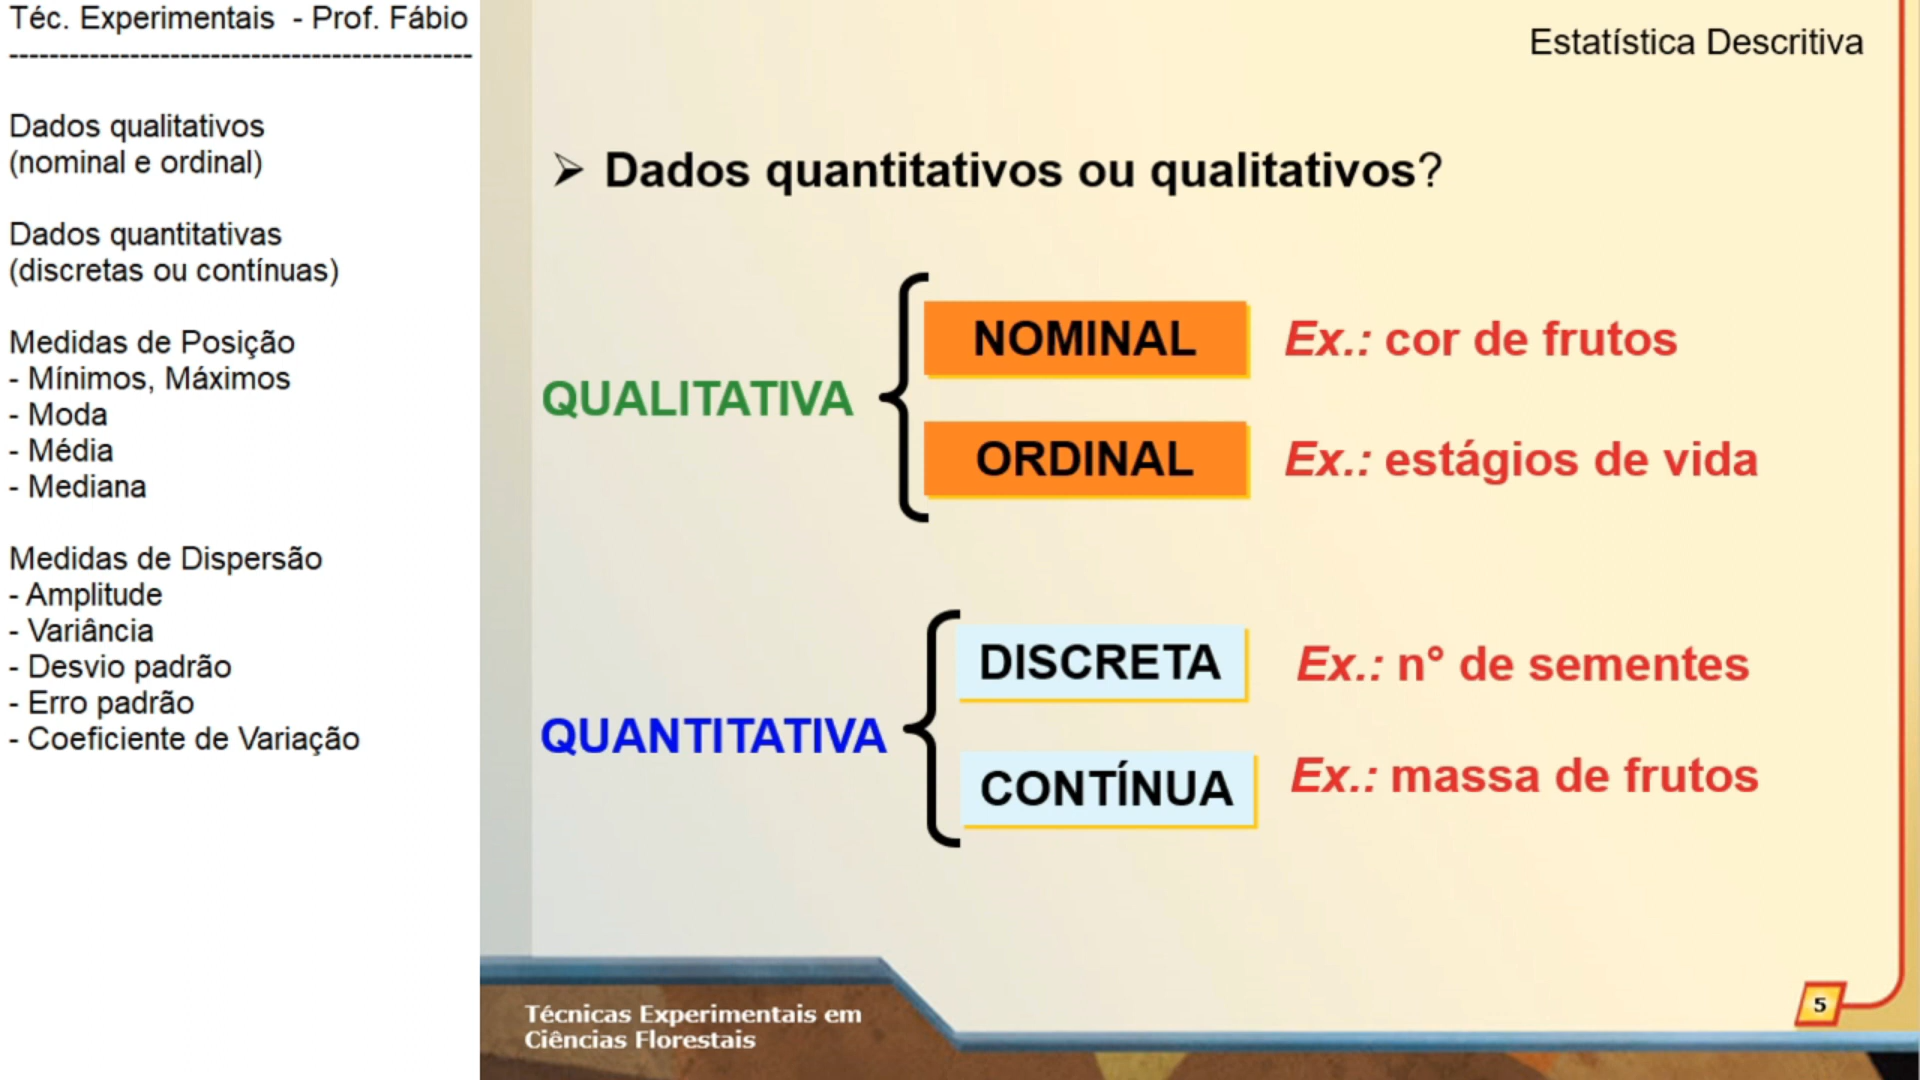 Téc. Experimentais - Prof. Fábio
----------------------------------------------
Dados qualitativos
(nominal e ordinal)
Dados quantitativas
(discretas ou contínuas)
Medidas de Posição
- Mínimos, Máximos
- Moda
- Média
- Mediana
Medidas de Dispersão
- Amplitude
- Variância
- Desvio padrão
- Erro padrão
- Coeficiente de Variação
Estatística Descritiva
➢ Dados quantitativos ou qualitativos?
QUALITATIVA
NOMINAL
Ex.: cor de frutos
ORDINAL
Ex.: estágios de vida
QUANTITATIVA
DISCRETA
Ex.: n° de sementes
CONTÍNUA
Ex.: massa de frutos
Técnicas Experimentais em
Ciências Florestais
5